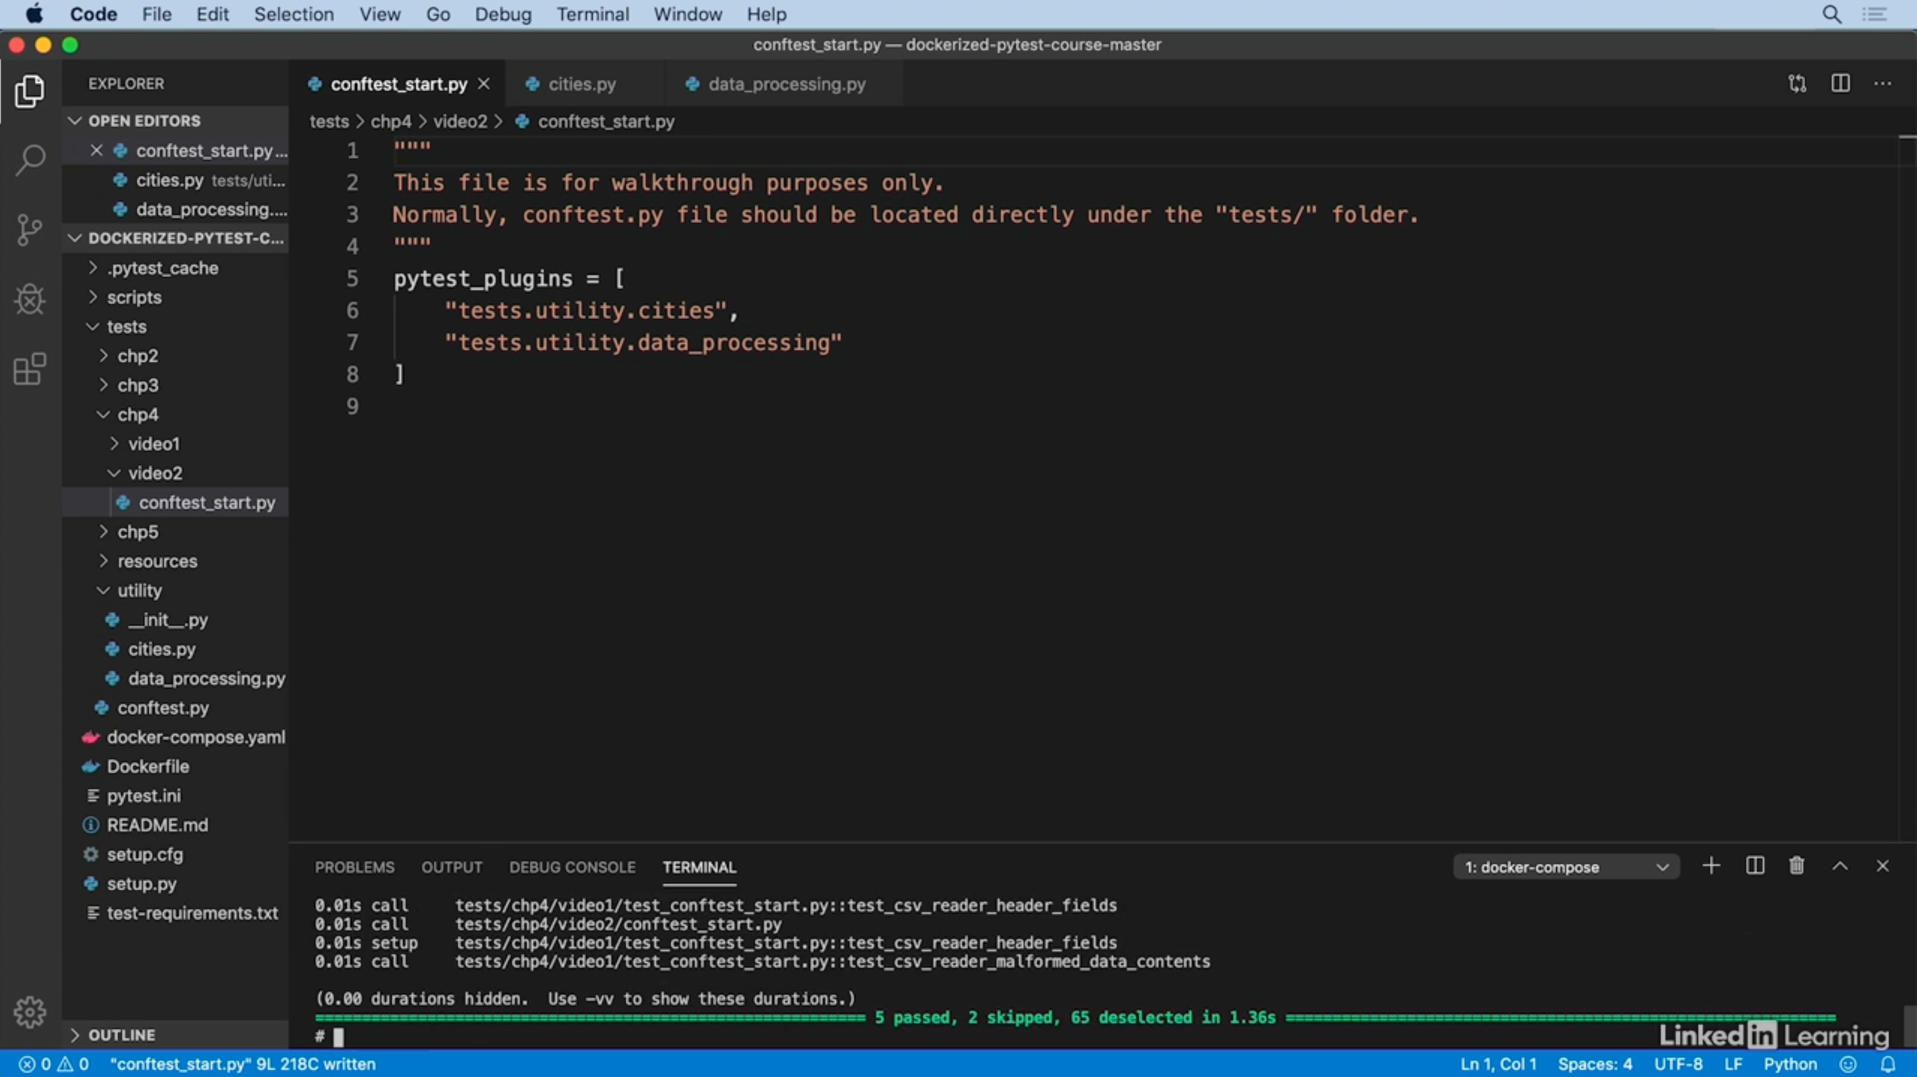 Code File Edit Selection View Go Debug Terminal Window Help
conftest_start.py — dockerized-pytest-course-master
EXPLORER
OPEN EDITORS
conftest_start.py...
cities.py tests/uti...
data_processing....
DOCKERIZED-PYTEST-C...
.pytest_cache
scripts
tests
chp2
chp3
chp4
video1
video2
conftest_start.py
chp5
resources
utility
__init__.py
cities.py
data_processing.py
conftest.py
docker-compose.yaml
Dockerfile
pytest.ini
README.md
setup.cfg
setup.py
test-requirements.txt
OUTLINE
conftest_start.py cities.py data_processing.py
tests > chp4 > video2 > conftest_start.py
1 """
2 This file is for walkthrough purposes only.
3 Normally, conftest.py file should be located directly under the "tests/" folder.
4 """
5 pytest_plugins = [
6 "tests.utility.cities",
7 "tests.utility.data_processing"
8 ]
9
PROBLEMS OUTPUT DEBUG CONSOLE TERMINAL 1: docker-compose
0.01s call tests/chp4/video1/test_conftest_start.py::test_csv_reader_header_fields
0.01s call tests/chp4/video2/conftest_start.py
0.01s setup tests/chp4/video1/test_conftest_start.py::test_csv_reader_header_fields
0.01s call tests/chp4/video1/test_conftest_start.py::test_csv_reader_malformed_data_contents
(0.00 durations hidden. Use -vv to show these durations.)
5 passed, 2 skipped, 65 deselected in 1.36s
#
Linked in Learning
0 0 "conftest_start.py" 9L 218C written Ln 1, Col 1 Spaces: 4 UTF-8 LF Python